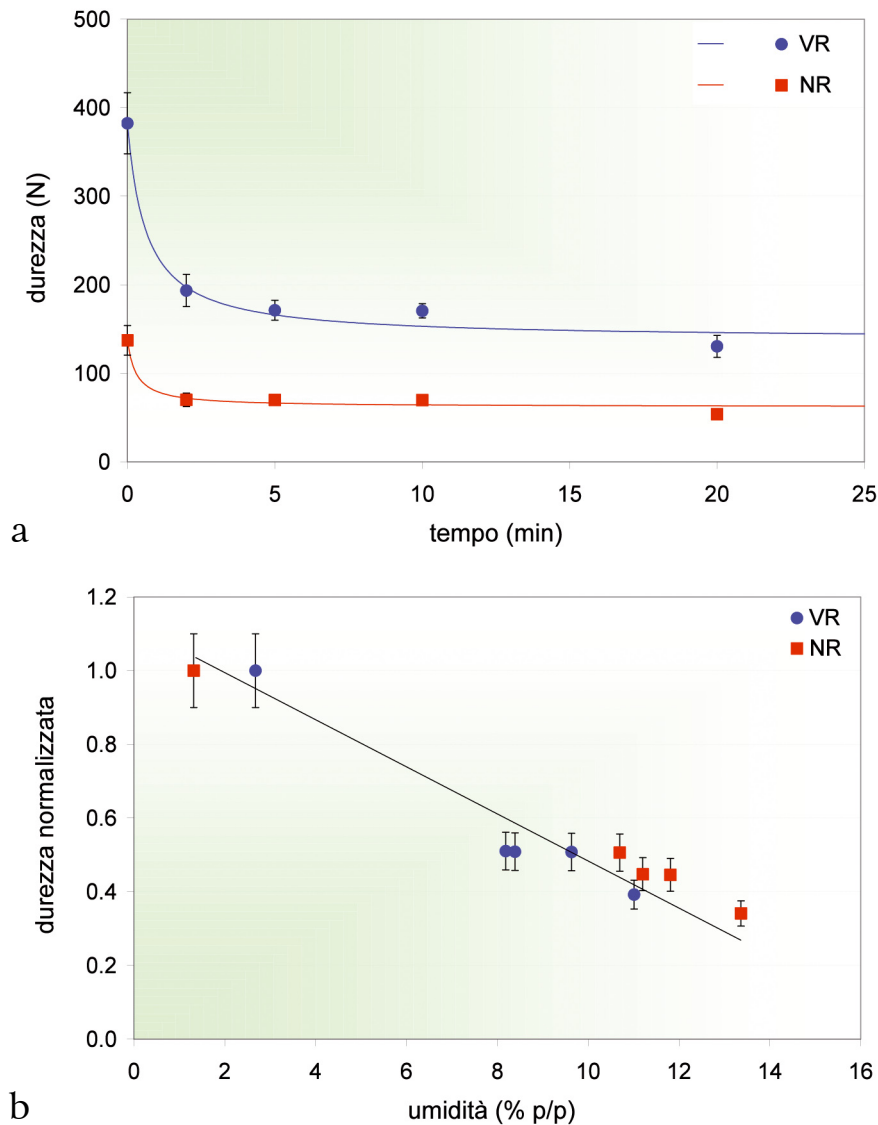 500
400
300
200
100
0
durezza (N)
VR
NR
0 5 10 15 20 25
tempo (min)
a
1.2
1.0
0.8
0.6
0.4
0.2
0.0
durezza normalizzata
VR
NR
0 2 4 6 8 10 12 14 16
umidità (% p/p)
b